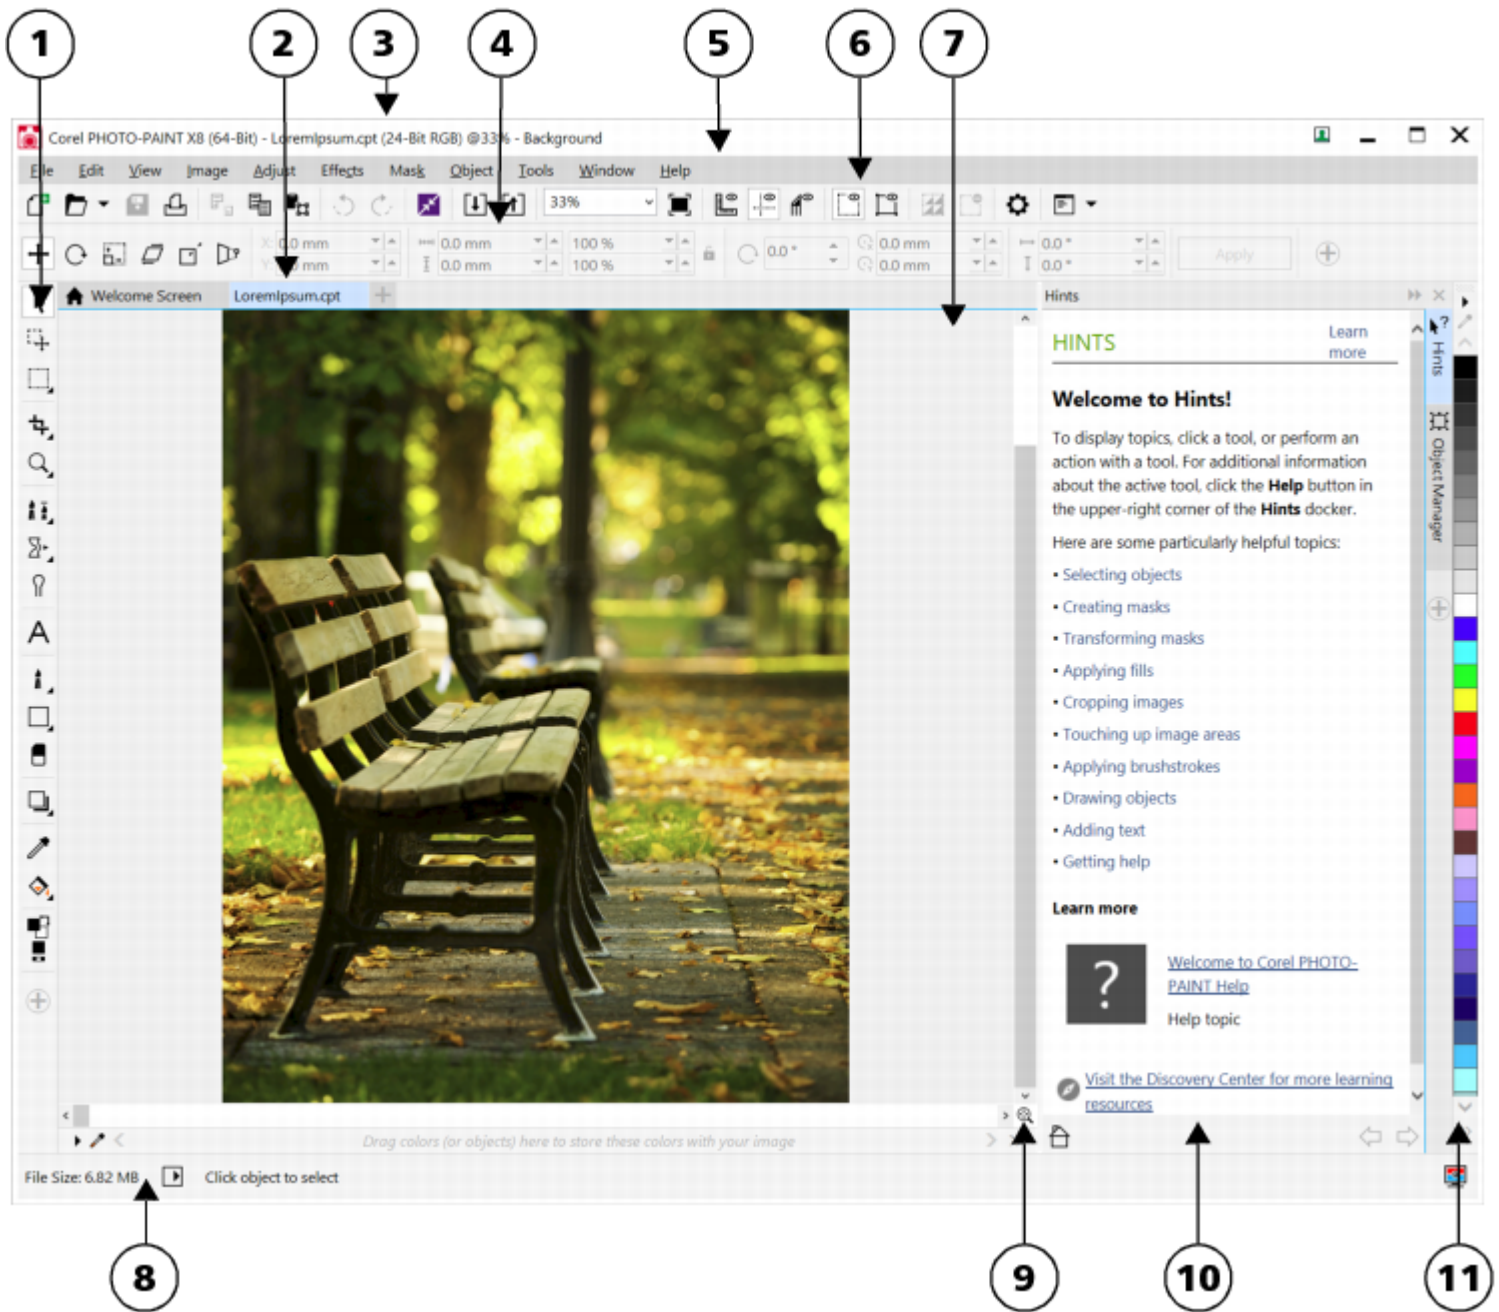 1 2 3 4 5 6 7
Corel PHOTO-PAINT X8 (64-Bit) - LoremIpsum.cpt (24-Bit RGB) @33% - Background
File Edit View Image Adjust Effects Mask Object Tools Window Help
33%
X: 0.0 mm 0.0 mm 100 % 0.0 ° 0.0 mm 0.0 °
Y: 0.0 mm 0.0 mm 100 % 0.0 mm 0.0 °
Apply
Welcome Screen LoremIpsum.cpt
Hints
HINTS
Learn
more
Welcome to Hints!
To display topics, click a tool, or perform an
action with a tool. For additional information
about the active tool, click the Help button in
the upper-right corner of the Hints docker.
Here are some particularly helpful topics:
• Selecting objects
• Creating masks
• Transforming masks
• Applying fills
• Cropping images
• Touching up image areas
• Applying brushstrokes
• Drawing objects
• Adding text
• Getting help
Learn more
?
Welcome to Corel PHOTO-
PAINT Help
Help topic
Visit the Discovery Center for more learning
resources
Hints
Object Manager
A
Drag colors (or objects) here to store these colors with your image
File Size: 6.82 MB
Click object to select
8 9 10 11